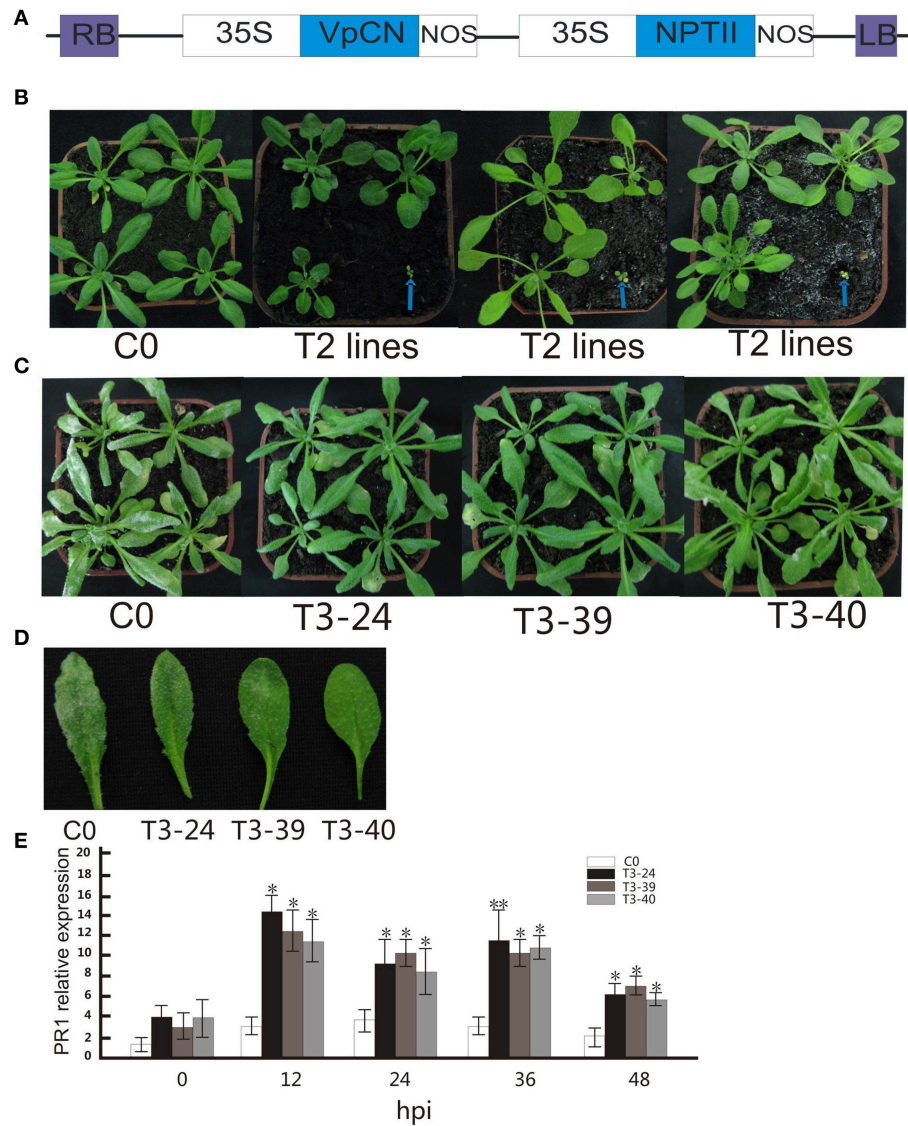 A
RB 35S VpCN NOS 35S NPTII NOS LB
B
C0 T2 lines T2 lines T2 lines
C
C0 T3-24 T3-39 T3-40
D
C0 T3-24 T3-39 T3-40
E
PR1 relative expression
20
18
16
14
12
10
8
6
4
2
0
* * * * * * ** * * * * *
C0
T3-24
T3-39
T3-40
0 12 24 36 48
hpi